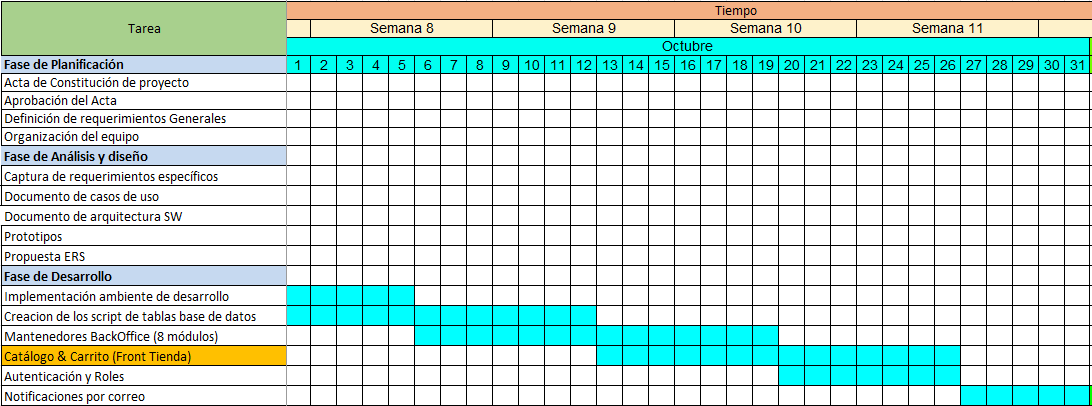 Tarea
Tiempo
Semana 8 Semana 9 Semana 10 Semana 11
Octubre
Fase de Planificación 1 2 3 4 5 6 7 8 9 10 11 12 13 14 15 16 17 18 19 20 21 22 23 24 25 26 27 28 29 30 31
Acta de Constitución de proyecto
Aprobación del Acta
Definición de requerimientos Generales
Organización del equipo
Fase de Análisis y diseño
Captura de requerimientos específicos
Documento de casos de uso
Documento de arquitectura SW
Prototipos
Propuesta ERS
Fase de Desarrollo
Implementación ambiente de desarrollo
Creacion de los script de tablas base de datos
Mantenedores BackOffice (8 módulos)
Catálogo & Carrito (Front Tienda)
Autenticación y Roles
Notificaciones por correo